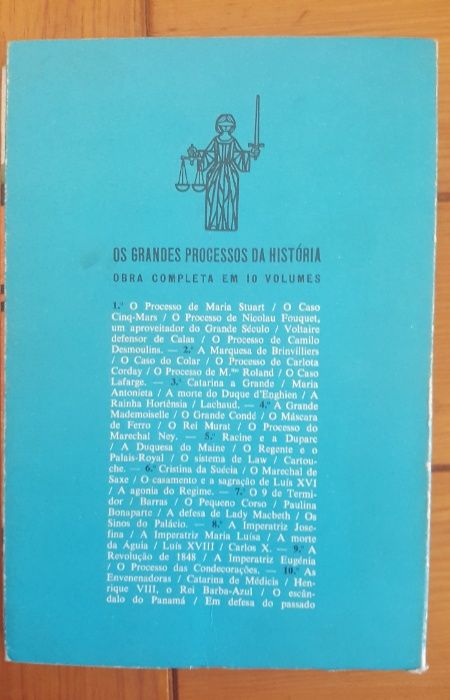 OS GRANDES PROCESSOS DA HISTÓRIA
OBRA COMPLETA EM 10 VOLUMES
1.º O Processo de Maria Stuart / O Caso
Cinq-Mars / O Processo de Nicolau Fouquet,
um aproveitador do Grande Século / Voltaire
defensor de Calas / O Processo de Camilo
Desmoulins. — 2.º A Marquesa de Brinvilliers
/ O Caso do Colar / O Processo de Carlota
Corday / O Processo de M.me Roland / O Caso
Lafarge. — 3.º Catarina a Grande / Maria
Antonieta / A morte do Duque d'Enghien / A
Rainha Hortênsia / Lachaud. — 4.º A Grande
Mademoiselle / O Grande Condé / O Máscara
de Ferro / O Rei Murat / O Processo do
Marechal Ney. — 5.º Racine e a Duparc
/ A Duquesa du Maine / O Regente e o
Palais-Royal / O sistema de Law / Cartou-
che. — 6.º Cristina da Suécia / O Marechal de
Saxe / O casamento e a sagração de Luís XVI
/ A agonia do Regime. — 7.º O 9 de Termi-
dor / Barras / O Pequeno Corso / Paulina
Bonaparte / A defesa de Lady Macbeth / Os
Sinos do Palácio. — 8.º A Imperatriz Jose-
fina / A Imperatriz Maria Luísa / A morte
da Águia / Luís XVIII / Carlos X. — 9.º A
Revolução de 1848 / A Imperatriz Eugénia
/ O Processo das Condecorações. — 10.º As
Envenenadoras / Catarina de Médicis / Hen-
rique VIII, o Rei Barba-Azul / O escân-
dalo do Panamá / Em defesa do passado